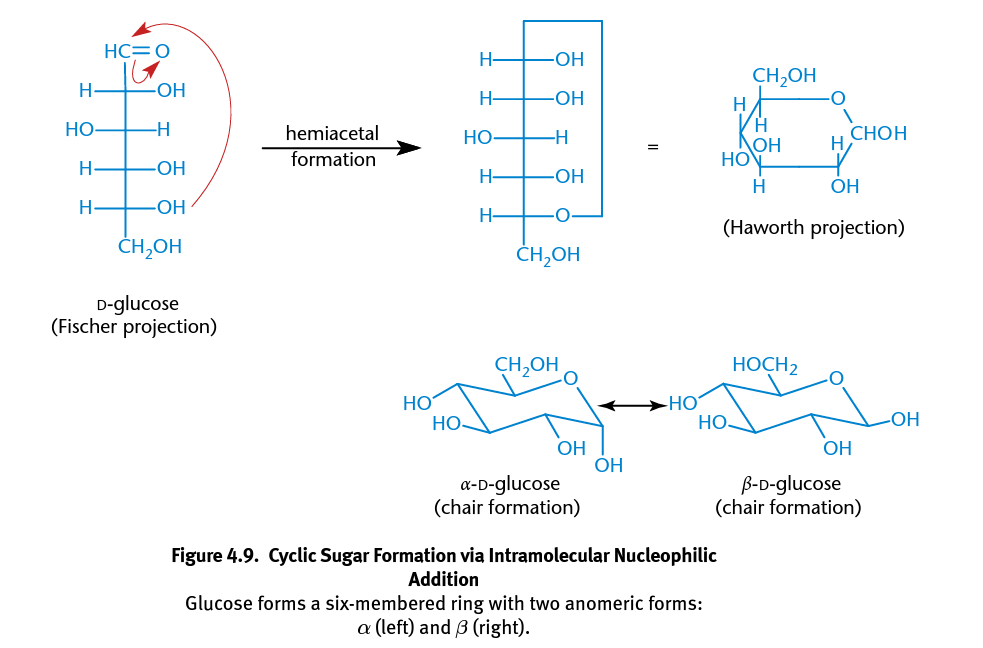 HC=O
H OH
HO H
H OH
H OH
CH₂OH
D-glucose
(Fischer projection)
hemiacetal
formation
H OH
H OH
HO H
H OH
H O
CH₂OH
=
CH₂OH
H O
H CHOH
OH H
HO
H OH
(Haworth projection)
CH₂OH
O
HO
HO
OH
OH
α-D-glucose
(chair formation)
HOCH₂
O
HO
HO OH
OH
β-D-glucose
(chair formation)
Figure 4.9. Cyclic Sugar Formation via Intramolecular Nucleophilic
Addition
Glucose forms a six-membered ring with two anomeric forms:
α (left) and β (right).